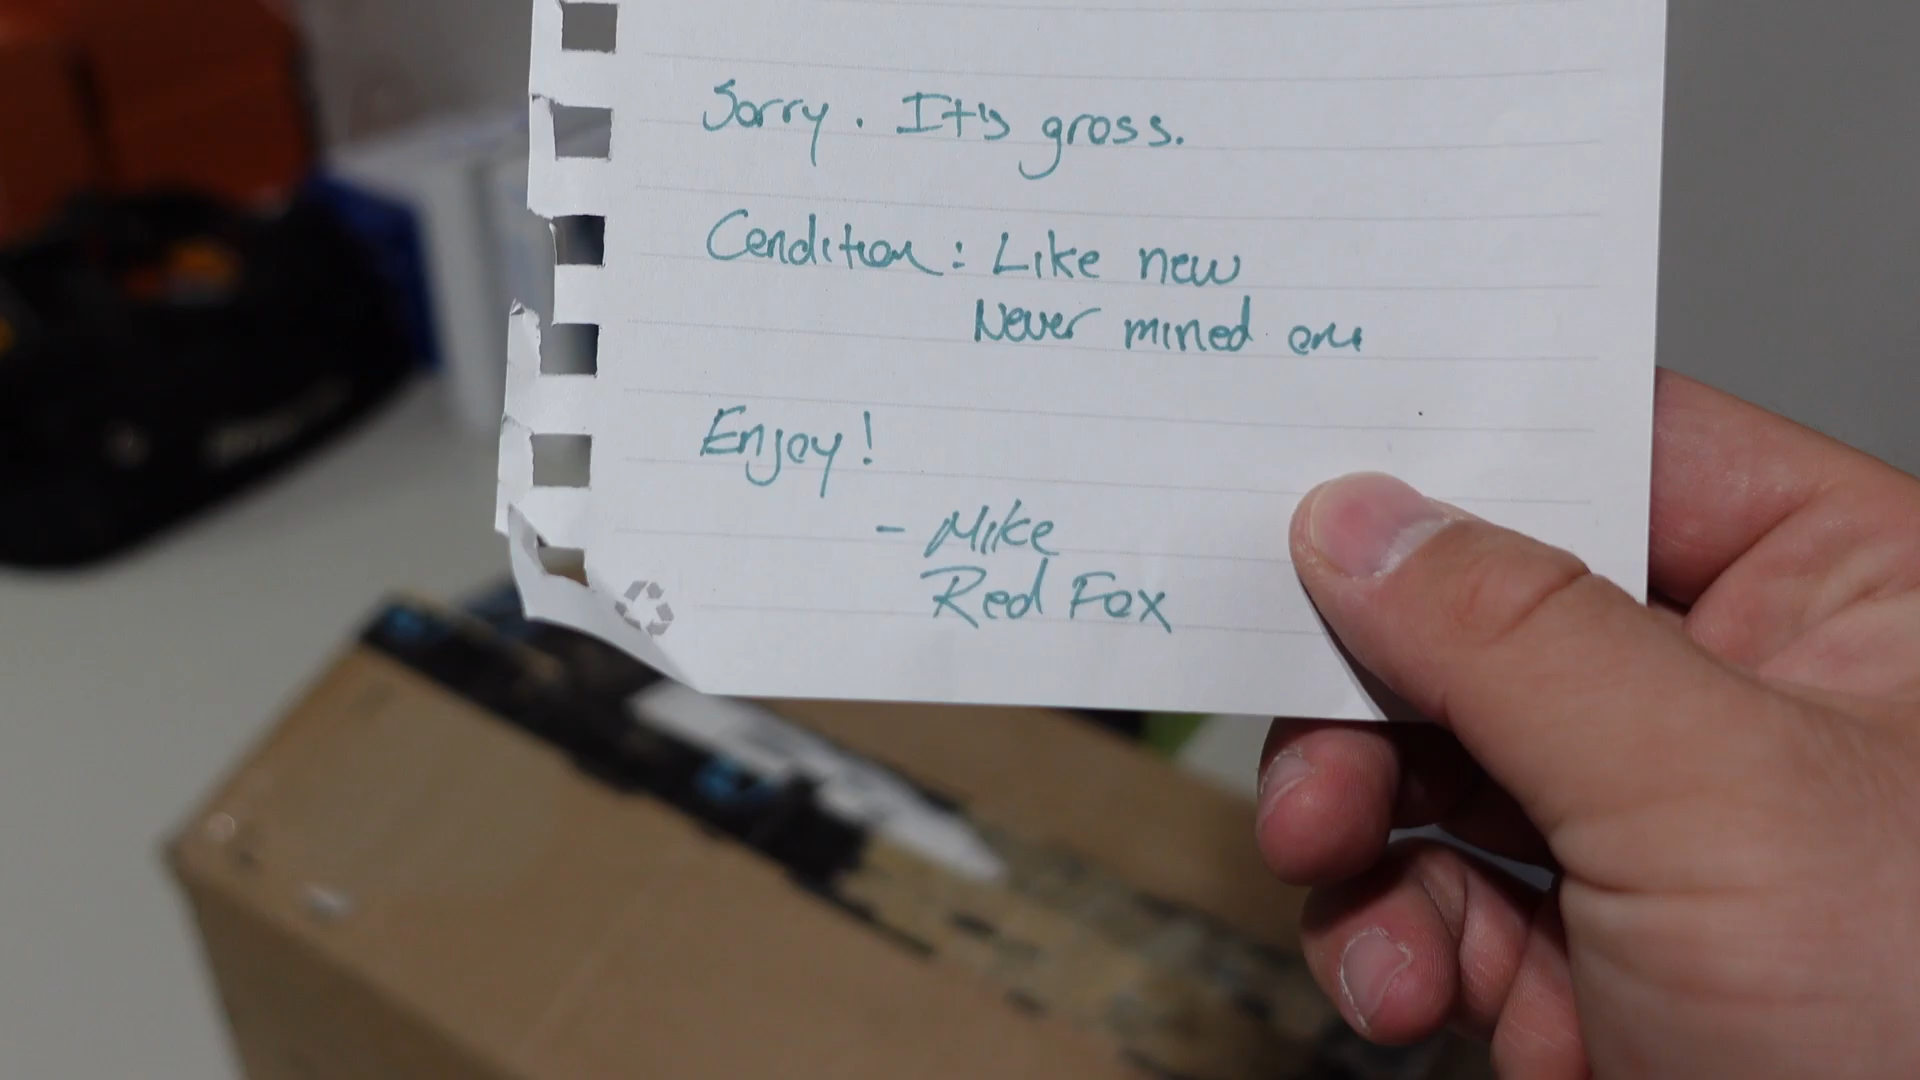 Sorry. It's gross.
Condition: Like new
Never mined on
Enjoy!
- Mike
Red Fox